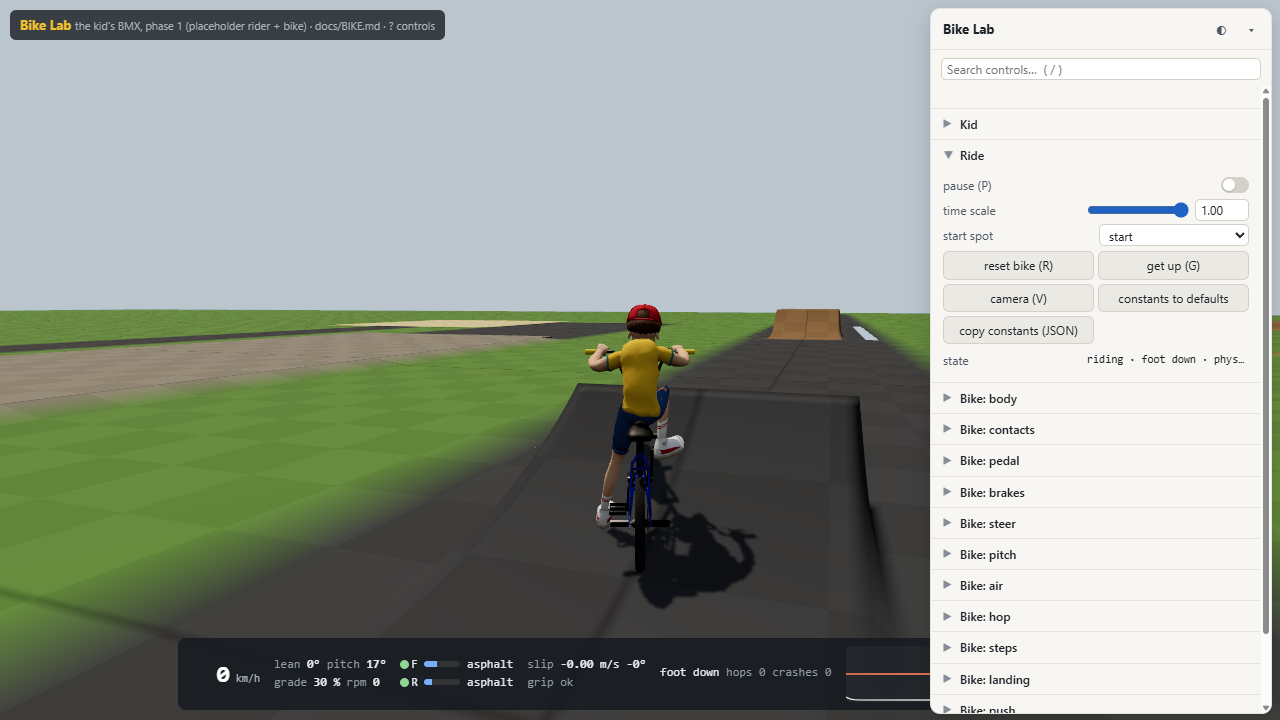 Bike Lab the kid's BMX, phase 1 (placeholder rider + bike) · docs/BIKE.md · ? controls
Bike Lab
Search controls... ( / )
Kid
Ride
pause (P)
time scale 1.00
start spot start
reset bike (R) get up (G)
camera (V) constants to defaults
copy constants (JSON)
state riding · foot down · phys…
Bike: body
Bike: contacts
Bike: pedal
Bike: brakes
Bike: steer
Bike: pitch
Bike: air
Bike: hop
Bike: steps
Bike: landing
Bike: push
0 km/h
lean 0° pitch 17° F asphalt slip -0.00 m/s -0°
grade 30 % rpm 0 R asphalt grip ok
foot down hops 0 crashes 0